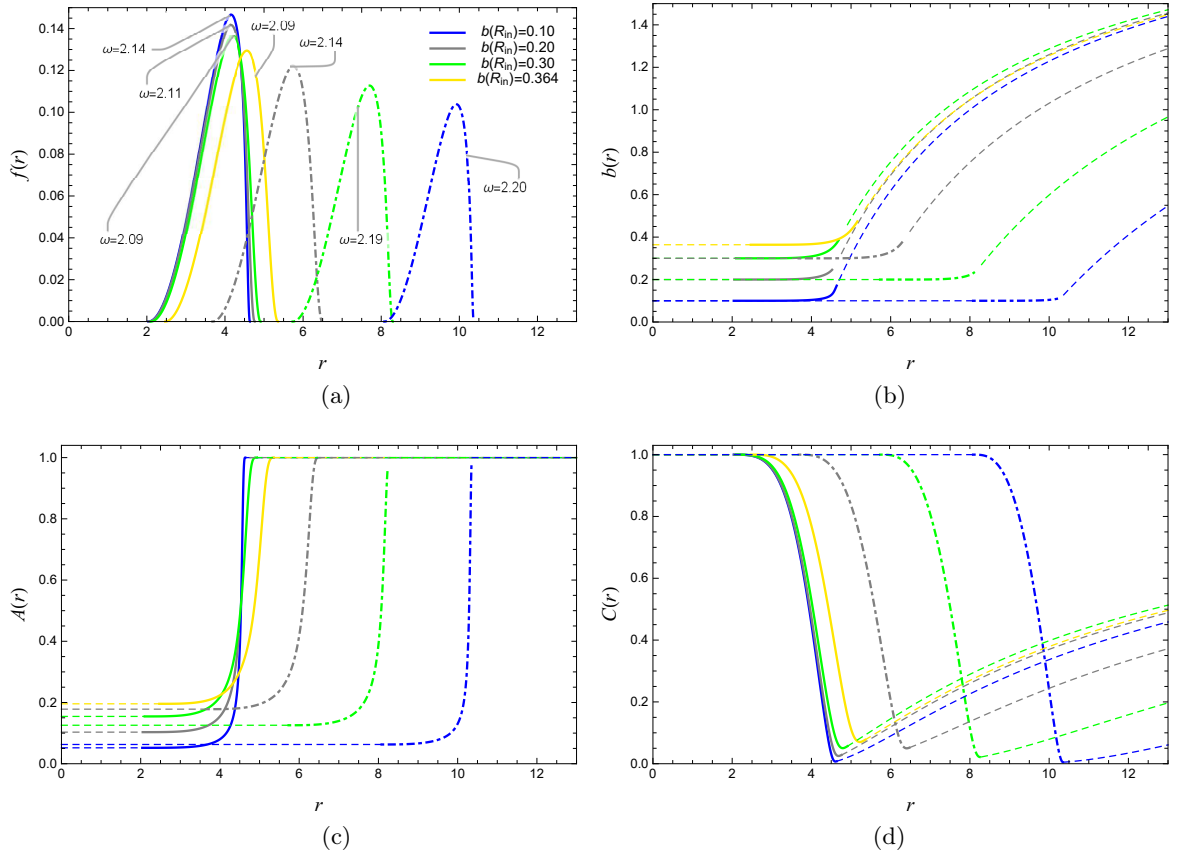 0.14
0.12
0.10
0.08
0.06
0.04
0.02
0.00
f(r)
ω=2.14
ω=2.11
ω=2.09
ω=2.09
ω=2.14
ω=2.19
ω=2.20
b(Rin)=0.10
b(Rin)=0.20
b(Rin)=0.30
b(Rin)=0.364
0 2 4 6 8 10 12
r
(a)
1.4
1.2
1.0
0.8
0.6
0.4
0.2
0.0
b(r)
0 2 4 6 8 10 12
r
(b)
1.0
0.8
0.6
0.4
0.2
0.0
A(r)
0 2 4 6 8 10 12
r
(c)
1.0
0.8
0.6
0.4
0.2
0.0
C(r)
0 2 4 6 8 10 12
r
(d)